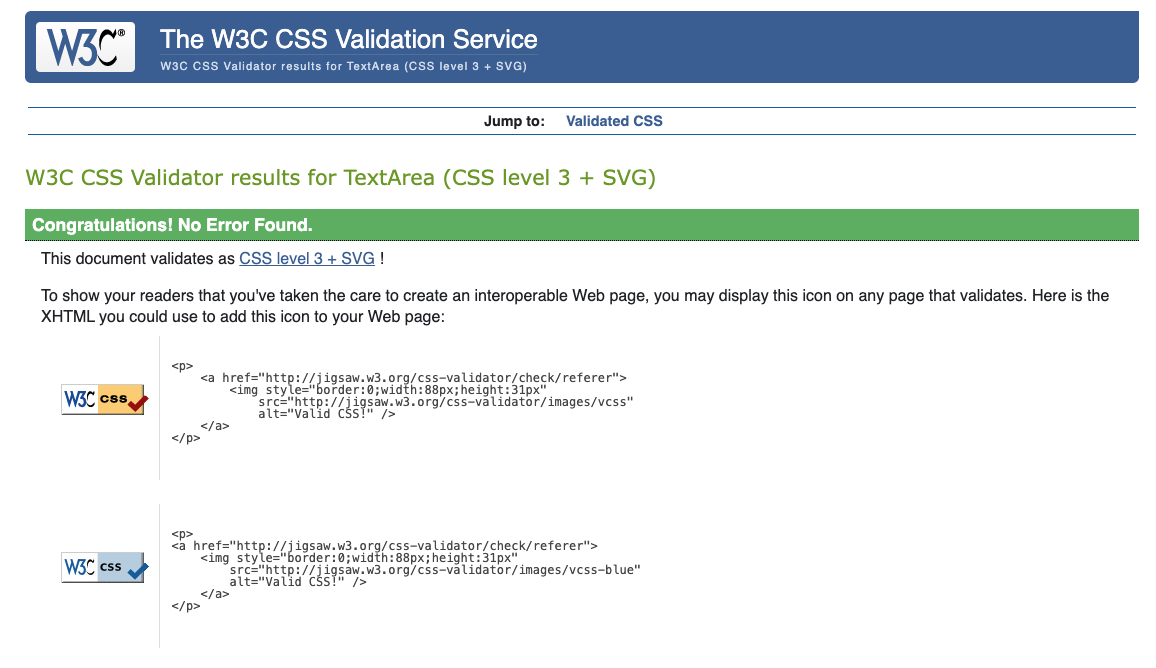 W3C®
The W3C CSS Validation Service
W3C CSS Validator results for TextArea (CSS level 3 + SVG)
Jump to: Validated CSS
W3C CSS Validator results for TextArea (CSS level 3 + SVG)
Congratulations! No Error Found.
This document validates as CSS level 3 + SVG !
To show your readers that you've taken the care to create an interoperable Web page, you may display this icon on any page that validates. Here is the
XHTML you could use to add this icon to your Web page:
W3C css
<p>
    <a href="http://jigsaw.w3.org/css-validator/check/referer">
        <img style="border:0;width:88px;height:31px"
            src="http://jigsaw.w3.org/css-validator/images/vcss"
            alt="Valid CSS!" />
    </a>
</p>
W3C css
<p>
<a href="http://jigsaw.w3.org/css-validator/check/referer">
    <img style="border:0;width:88px;height:31px"
        src="http://jigsaw.w3.org/css-validator/images/vcss-blue"
        alt="Valid CSS!" />
    </a>
</p>